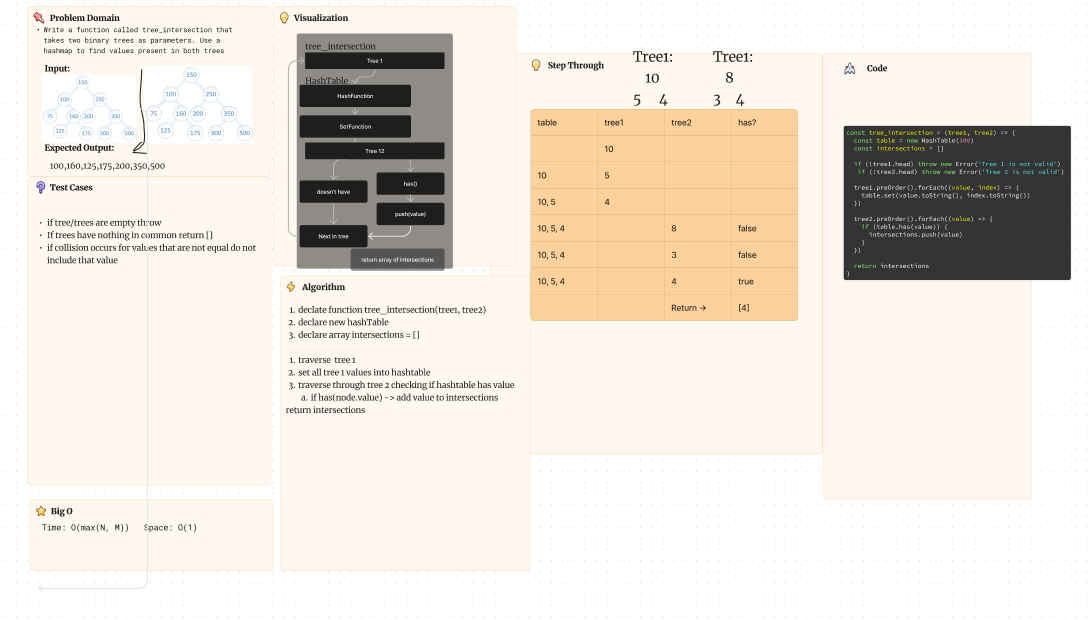 Problem Domain
• Write a function called tree_intersection that
takes two binary trees as parameters. Use a
hashmap to find values present in both trees
Input:
150
100 250
75 160 200 350
125 175 300 500
150
100 250
75 160 200 350
125 175 300 500
Expected Output:
100,160,125,175,200,350,500
Test Cases
• if tree/trees are empty throw
• If trees have nothing in common return []
• if collision occurs for values that are not equal do not
include that value
Big O
Time: O(max(N, M)) Space: O(1)
Visualization
tree_intersection
Tree 1
HashTable
HashFunction
SetFunction
Tree 12
doesn't have
has()
push(value)
Next in tree
return array of intersections
Algorithm
1. declate function tree_intersection(tree1, tree2)
2. declare new hashTable
3. declare array intersections = []
1. traverse tree 1
2. set all tree 1 values into hashtable
3. traverse through tree 2 checking if hashtable has value
a. if has(node.value) -> add value to intersections
return intersections
Step Through
Tree1:
10
5 4
Tree1:
8
3 4
table tree1 tree2 has?
10
10 5
10, 5 4
10, 5, 4 8 false
10, 5, 4 3 false
10, 5, 4 4 true
Return → [4]
Code
const tree_intersection = (tree1, tree2) => {
const table = new HashTable(100)
const intersections = []
if (!tree1.head) throw new Error('Tree 1 is not valid')
if (!tree2.head) throw new Error('Tree 2 is not valid')
tree1.preOrder().forEach((value, index) => {
table.set(value.toString(), index.toString())
})
tree2.preOrder().forEach((value) => {
if (table.has(value)) {
intersections.push(value)
}
})
return intersections
}